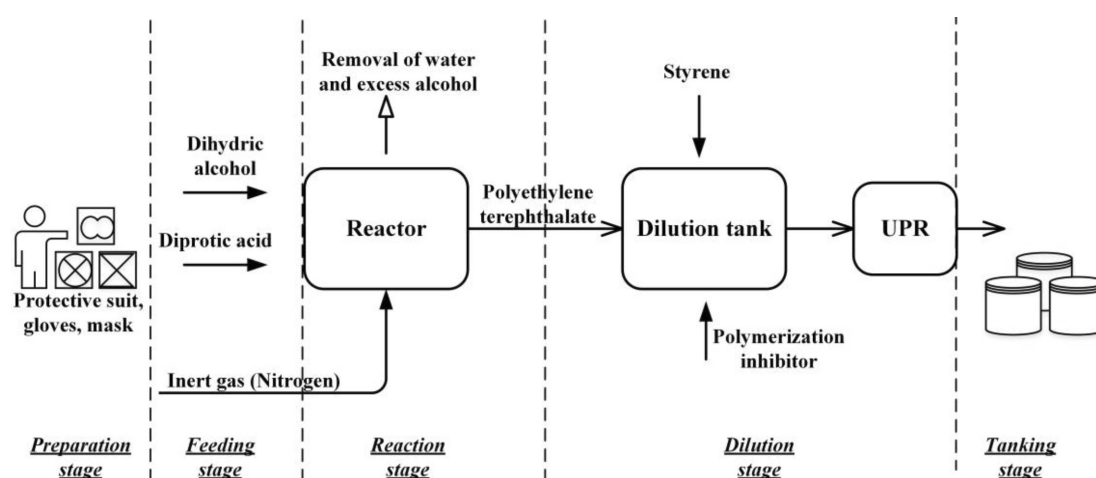 Removal of water
and excess alcohol
Styrene
Dihydric
alcohol
Polyethylene
terephthalate
Reactor
Dilution tank
UPR
Diprotic acid
Protective suit,
gloves, mask
Polymerization
inhibitor
Inert gas (Nitrogen)
Preparation
stage
Feeding
stage
Reaction
stage
Dilution
stage
Tanking
stage